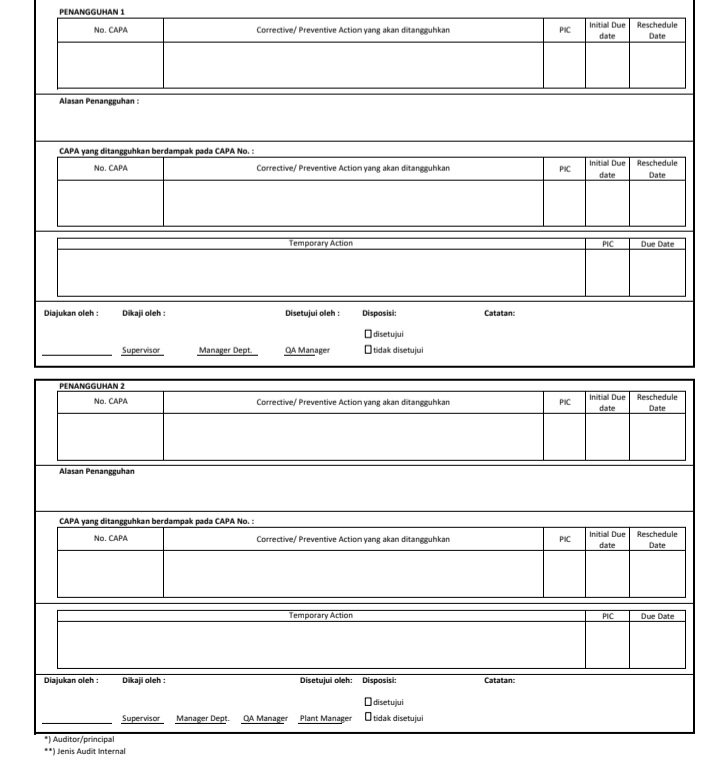 PENANGGUHAN 1
No. CAPA Corrective/ Preventive Action yang akan ditangguhkan PIC Initial Due date Reschedule Date
Alasan Penangguhan :
CAPA yang ditangguhkan berdampak pada CAPA No. :
No. CAPA Corrective/ Preventive Action yang akan ditangguhkan PIC Initial Due date Reschedule Date
Temporary Action PIC Due Date
Diajukan oleh : Dikaji oleh : Disetujui oleh : Disposisi: Catatan:
disetujui
Supervisor Manager Dept. QA Manager tidak disetujui
PENANGGUHAN 2
No. CAPA Corrective/ Preventive Action yang akan ditangguhkan PIC Initial Due date Reschedule Date
Alasan Penangguhan
CAPA yang ditangguhkan berdampak pada CAPA No. :
No. CAPA Corrective/ Preventive Action yang akan ditangguhkan PIC Initial Due date Reschedule Date
Temporary Action PIC Due Date
Diajukan oleh : Dikaji oleh : Disetujui oleh: Disposisi: Catatan:
disetujui
Supervisor Manager Dept. QA Manager Plant Manager tidak disetujui
*) Auditor/principal
**) Jenis Audit Internal